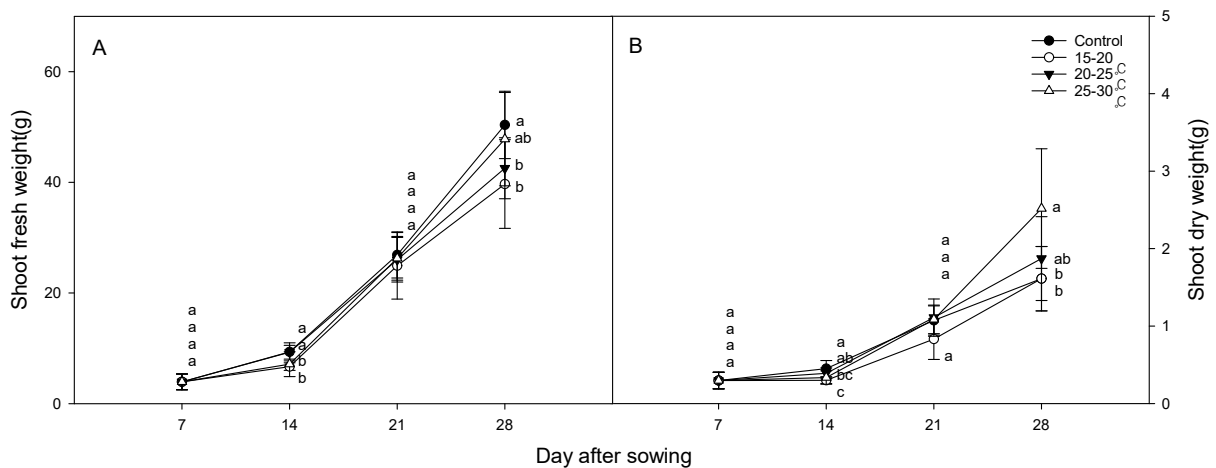 A
B
Control
15-20
20-25 °C
25-30 °C
°C
Shoot fresh weight(g)
60
40
20
0
a
ab
b
b
a
a
a
a
a
a
a
a
a
a
b
b
7
14
21
28
Shoot dry weight(g)
5
4
3
2
1
0
a
ab
b
b
a
a
a
a
a
a
a
a
a
ab
bc
c
7
14
21
28
Day after sowing